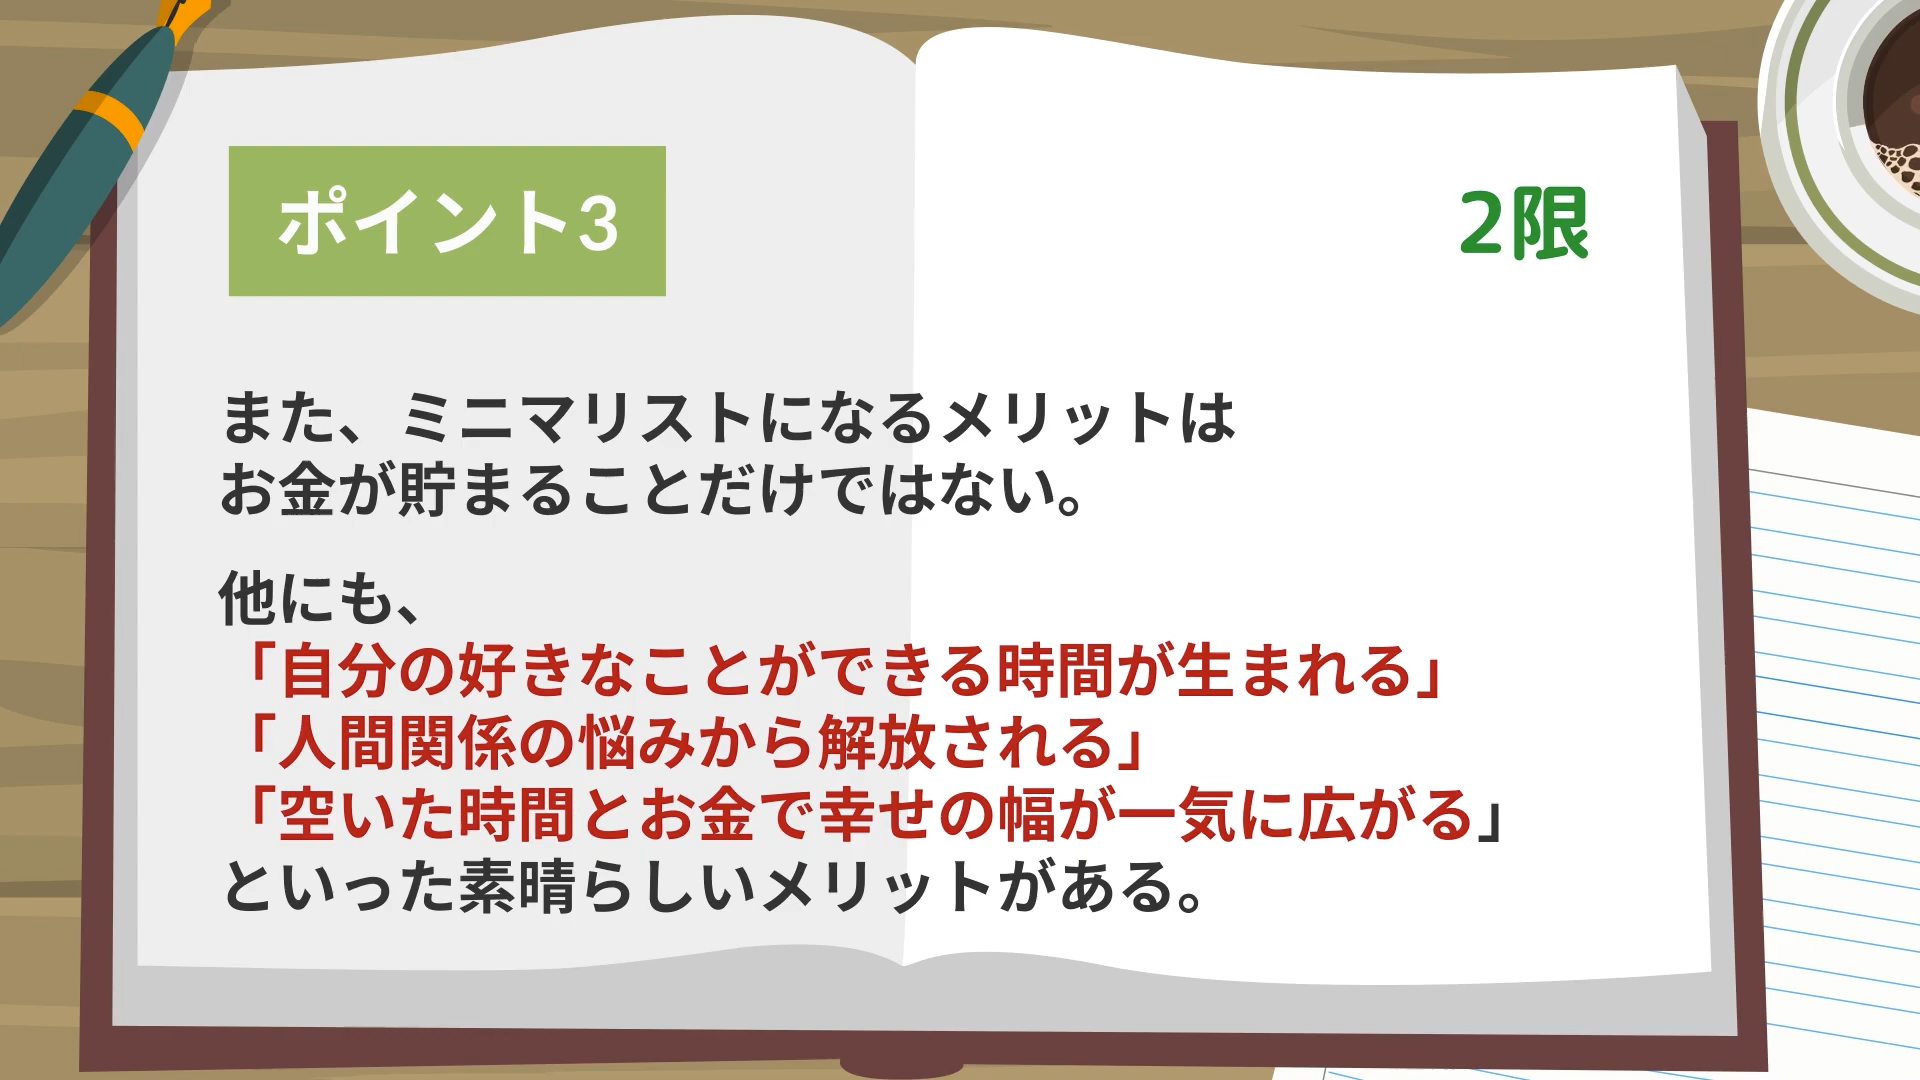 ポイント3
2限
また、ミニマリストになるメリットは
お金が貯まることだけではない。
他にも、
「自分の好きなことができる時間が生まれる」
「人間関係の悩みから解放される」
「空いた時間とお金で幸せの幅が一気に広がる」
といった素晴らしいメリットがある。